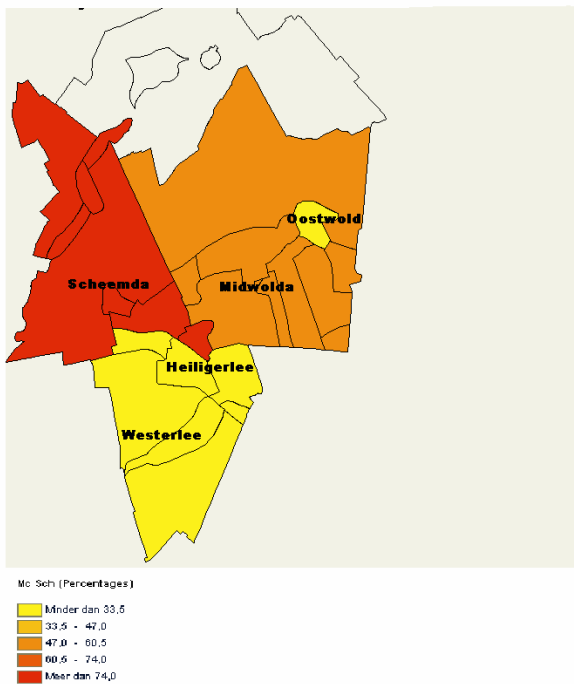 Oostwold
Scheemda
Midwolda
Heiligerlee
Westerlee
Mc Sch (Percentages)
Minder dan 33,5
33,5 - 47,0
47,0 - 60,5
60,5 - 74,0
Meer dan 74,0